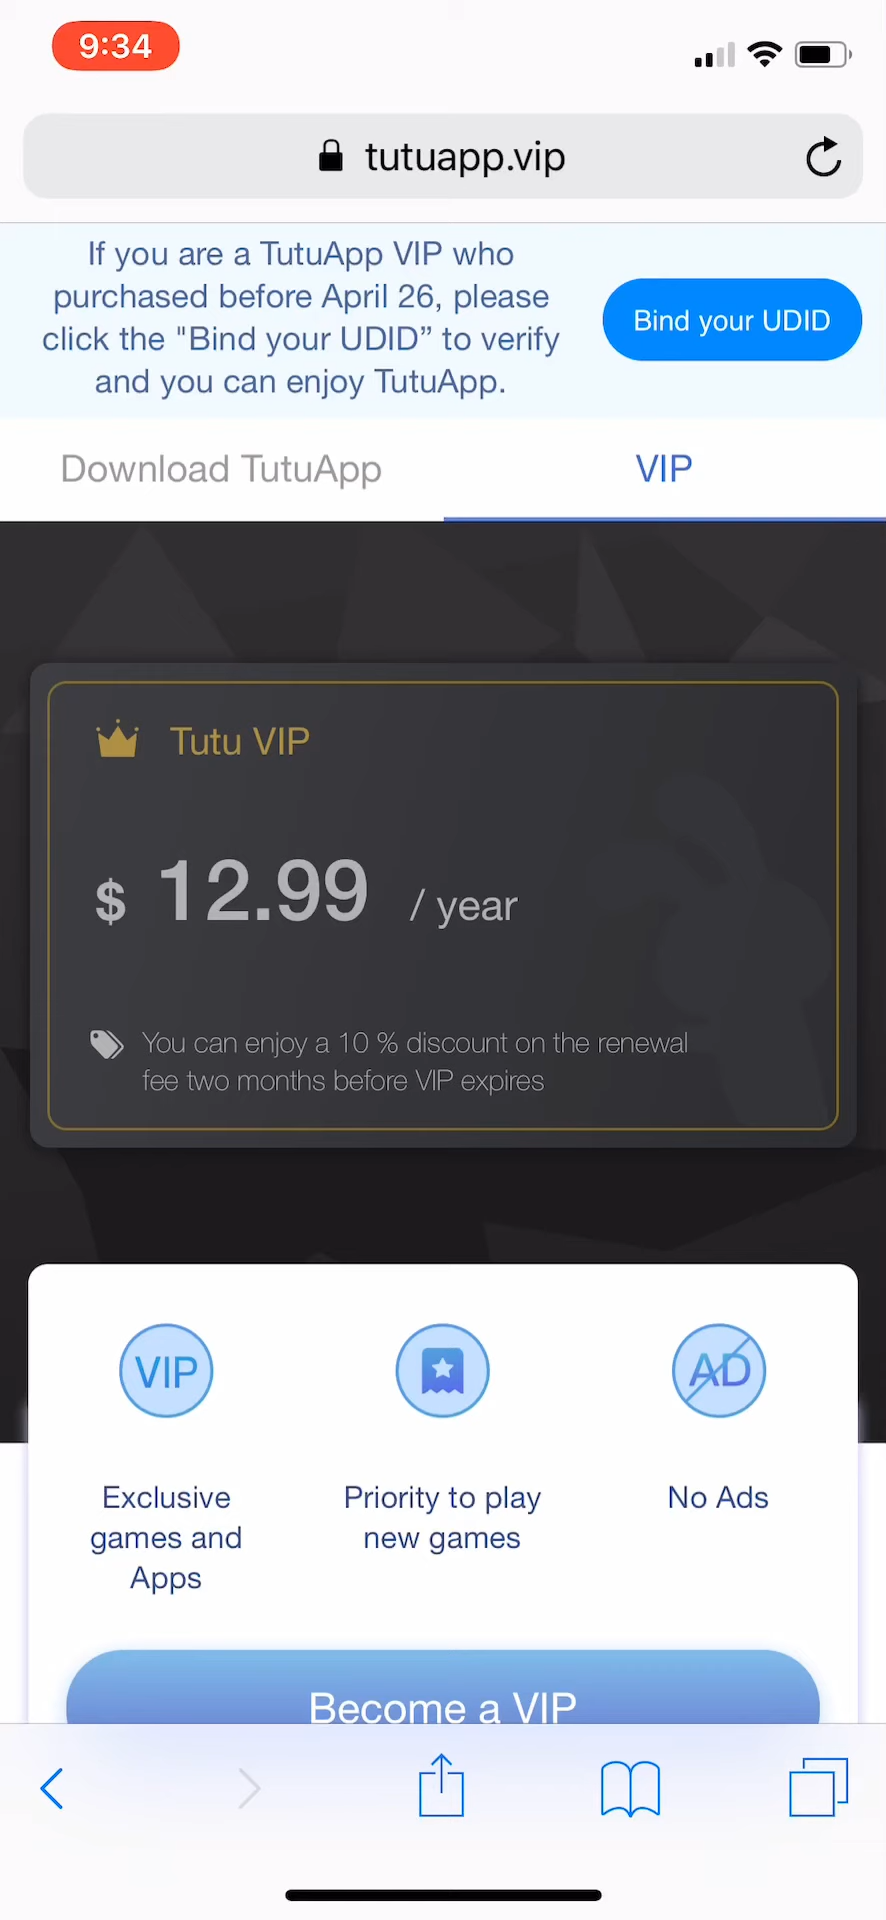 9:34
tutuapp.vip
If you are a TutuApp VIP who
purchased before April 26, please
click the "Bind your UDID” to verify
and you can enjoy TutuApp.
Bind your UDID
Download TutuApp
VIP
Tutu VIP
$ 12.99 / year
You can enjoy a 10 % discount on the renewal
fee two months before VIP expires
VIP
AD
Exclusive
games and
Apps
Priority to play
new games
No Ads
Become a VIP